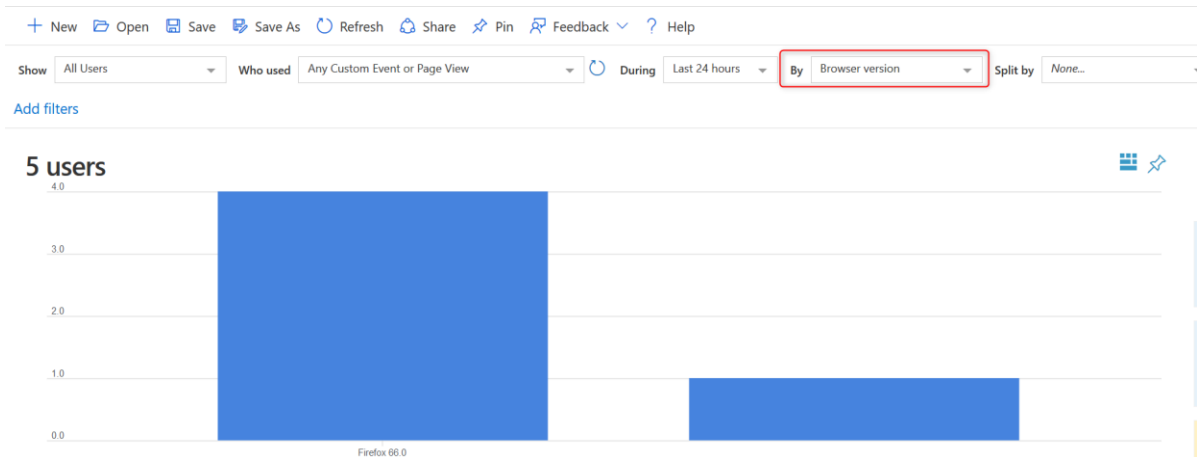 New Open Save Save As Refresh Share Pin Feedback ? Help
Show All Users Who used Any Custom Event or Page View During Last 24 hours By Browser version Split by None...
Add filters
5 users
4.0
3.0
2.0
1.0
0.0
Firefox 66.0